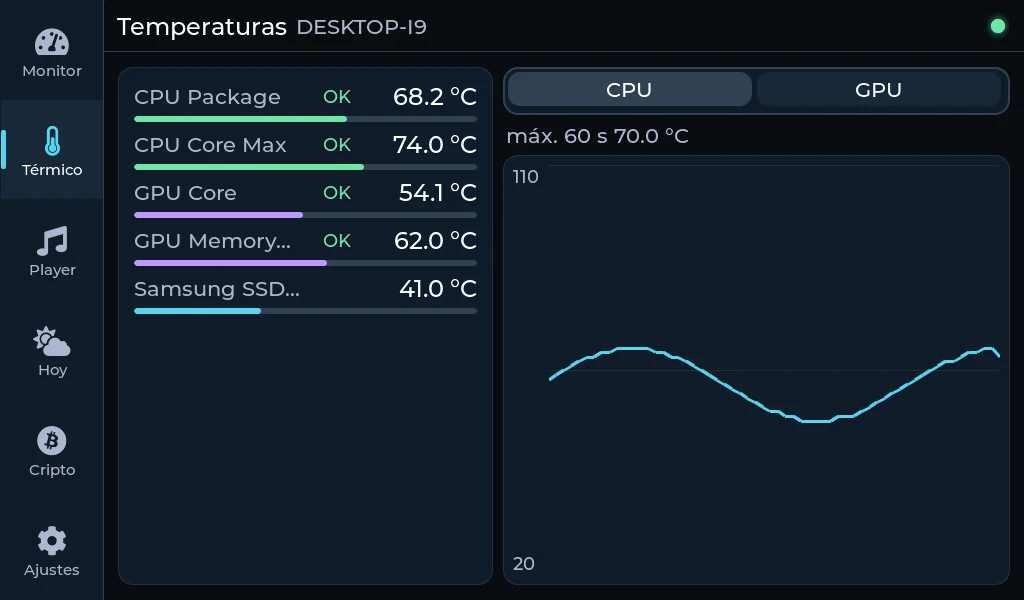 Temperaturas DESKTOP-I9
Monitor
Térmico
Player
Hoy
Cripto
Ajustes
CPU Package OK 68.2 °C
CPU Core Max OK 74.0 °C
GPU Core OK 54.1 °C
GPU Memory... OK 62.0 °C
Samsung SSD... 41.0 °C
CPU GPU
máx. 60 s 70.0 °C
110
20